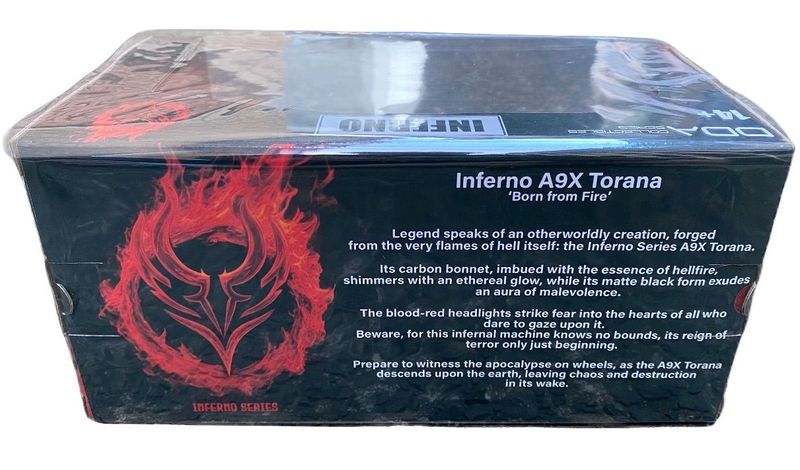 INFERNO
DDA
COLLECTIBLES
SERIES
14+
Inferno A9X Torana
‘Born from Fire’
Legend speaks of an otherworldly creation, forged
from the very flames of hell itself: the Inferno Series A9X Torana.
Its carbon bonnet, imbued with the essence of hellfire,
shimmers with an ethereal glow, while its matte black form exudes
an aura of malevolence.
The blood-red headlights strike fear into the hearts of all who
dare to gaze upon it.
Beware, for this infernal machine knows no bounds, its reign of
terror only just beginning.
Prepare to witness the apocalypse on wheels, as the A9X Torana
descends upon the earth, leaving chaos and destruction
in its wake.
INFERNO SERIES